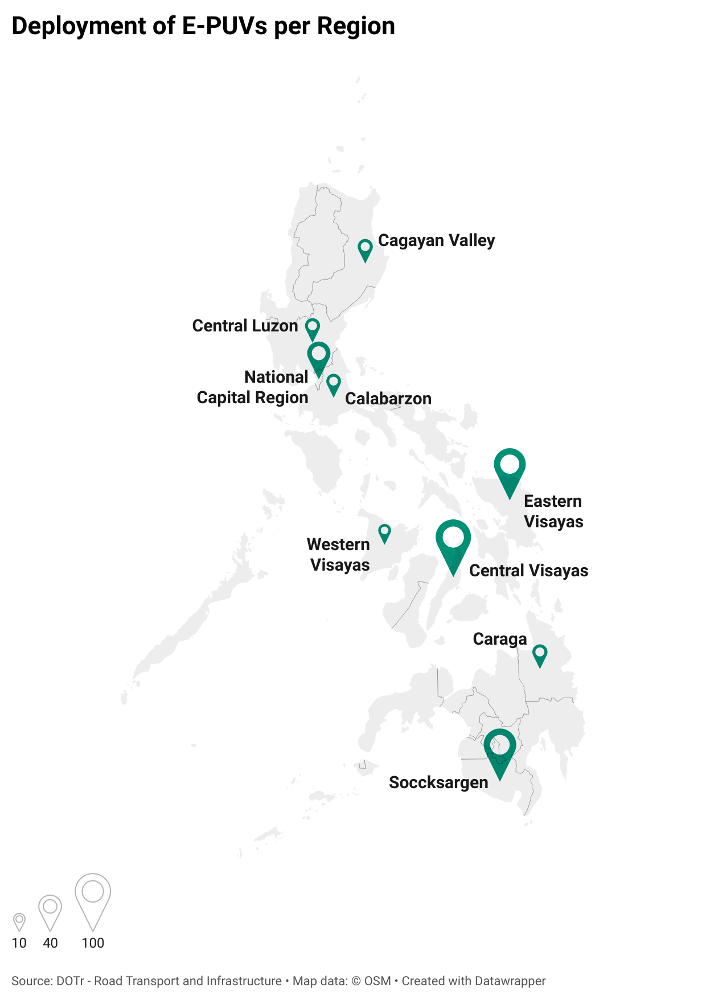 Deployment of E-PUVs per Region
Cagayan Valley
Central Luzon
National
Capital Region
Calabarzon
Eastern
Visayas
Western
Visayas
Central Visayas
Caraga
Soccksargen
10 40 100
Source: DOTr - Road Transport and Infrastructure • Map data: © OSM • Created with Datawrapper